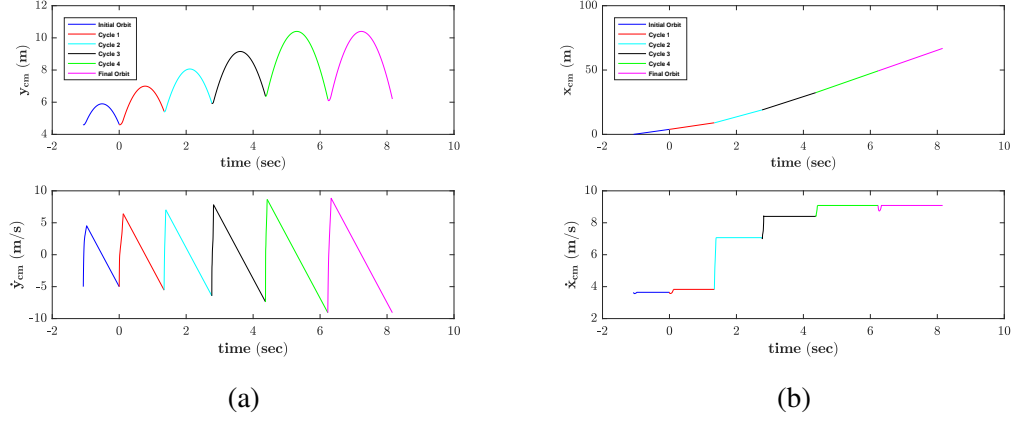 12
10
8
6
4
y_cm (m)
Initial Orbit
Cycle 1
Cycle 2
Cycle 3
Cycle 4
Final Orbit
-2 0 2 4 6 8 10
time (sec)
10
5
0
-5
-10
ẏ_cm (m/s)
-2 0 2 4 6 8 10
time (sec)
(a)
100
50
0
x_cm (m)
Initial Orbit
Cycle 1
Cycle 2
Cycle 3
Cycle 4
Final Orbit
-2 0 2 4 6 8 10
time (sec)
10
8
6
4
2
ẋ_cm (m/s)
-2 0 2 4 6 8 10
time (sec)
(b)